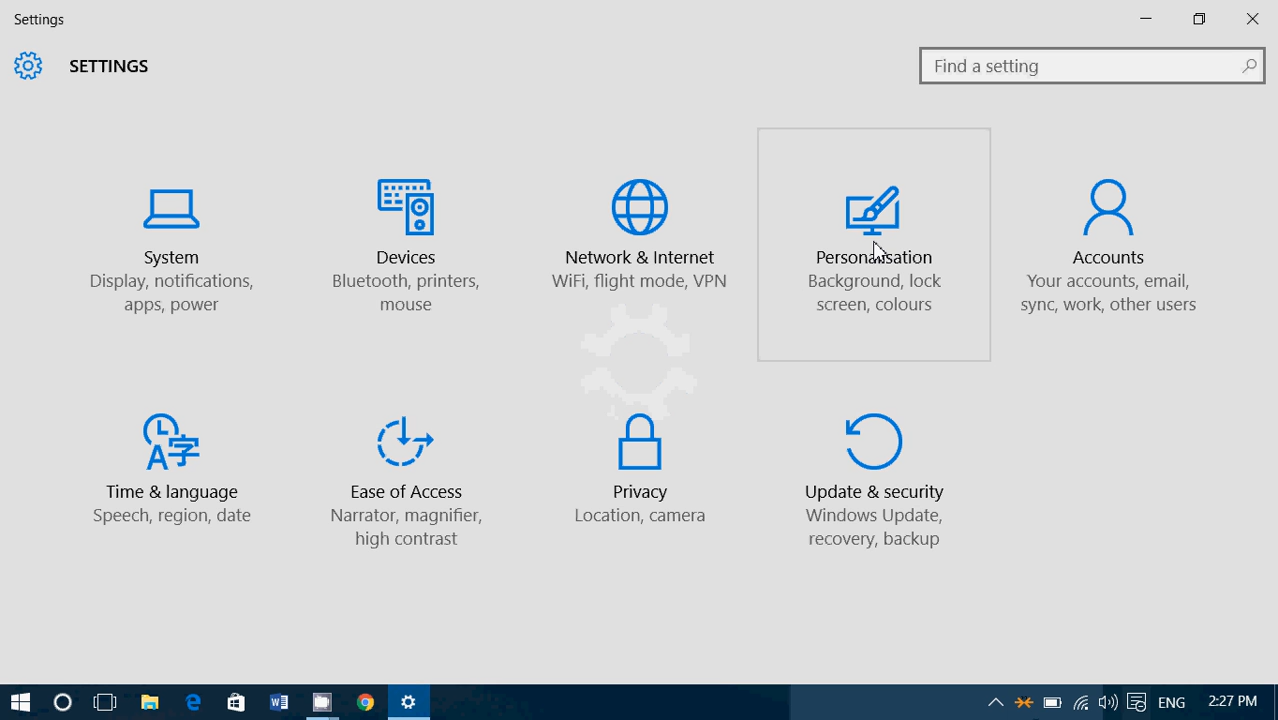 Settings
SETTINGS
Find a setting
System
Display, notifications,
apps, power
Devices
Bluetooth, printers,
mouse
Network & Internet
WiFi, flight mode, VPN
Personalisation
Background, lock
screen, colours
Accounts
Your accounts, email,
sync, work, other users
Time & language
Speech, region, date
Ease of Access
Narrator, magnifier,
high contrast
Privacy
Location, camera
Update & security
Windows Update,
recovery, backup
ENG
2:27 PM